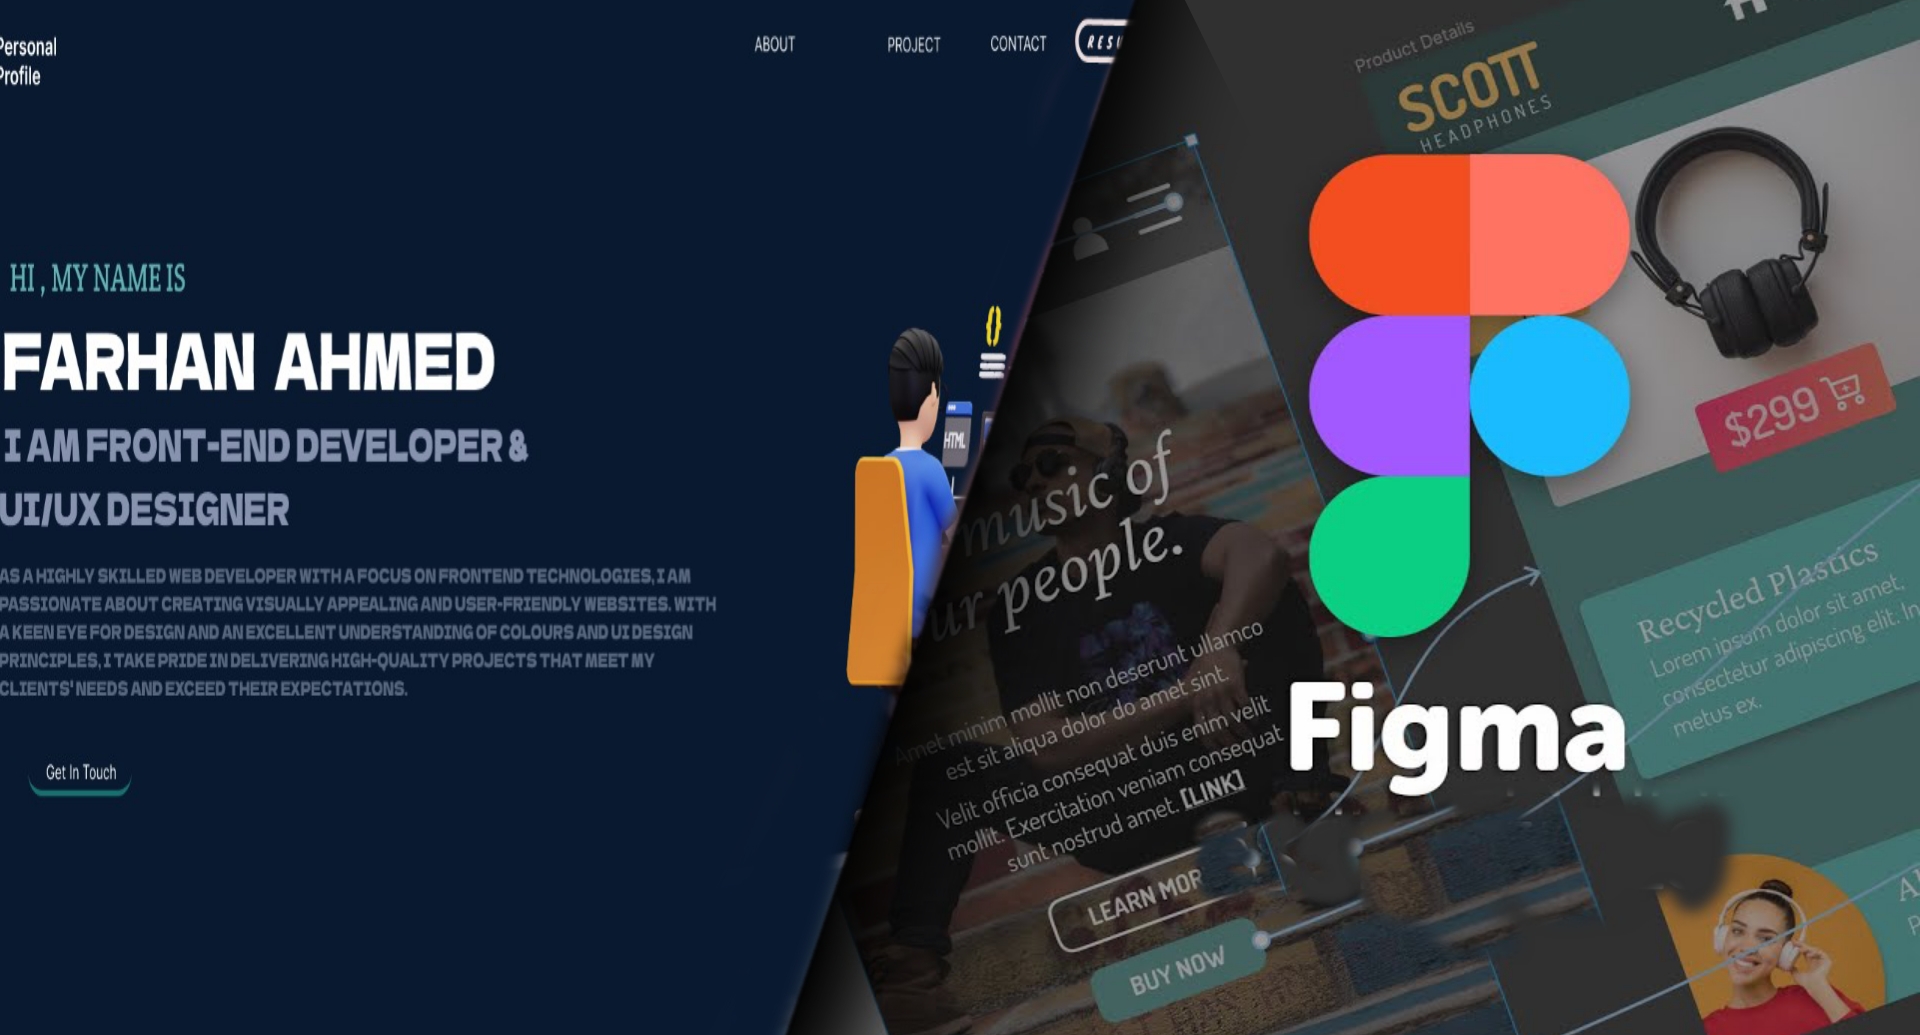 Personal
Profile
ABOUT
PROJECT
CONTACT
HI , MY NAME IS
FARHAN AHMED
I AM FRONT-END DEVELOPER &
UI/UX DESIGNER
AS A HIGHLY SKILLED WEB DEVELOPER WITH A FOCUS ON FRONTEND TECHNOLOGIES, I AM
PASSIONATE ABOUT CREATING VISUALLY APPEALING AND USER-FRIENDLY WEBSITES. WITH
A KEEN EYE FOR DESIGN AND AN EXCELLENT UNDERSTANDING OF COLOURS AND UI DESIGN
PRINCIPLES, I TAKE PRIDE IN DELIVERING HIGH-QUALITY PROJECTS THAT MEET MY
CLIENTS' NEEDS AND EXCEED THEIR EXPECTATIONS.
Get In Touch
HTML
Product Details
SCOTT
HEADPHONES
$299
music of
people.
Amet minim mollit non deserunt ullamco
est sit aliqua dolor do amet sint.
Velit officia consequat duis enim velit
mollit. Exercitation veniam consequat
sunt nostrud amet. [LINK]
LEARN
BUY NOW
Figma
Recycled Plastics
Lorem ipsum dolor sit amet,
consectetur adipiscing elit. In
metus ex.